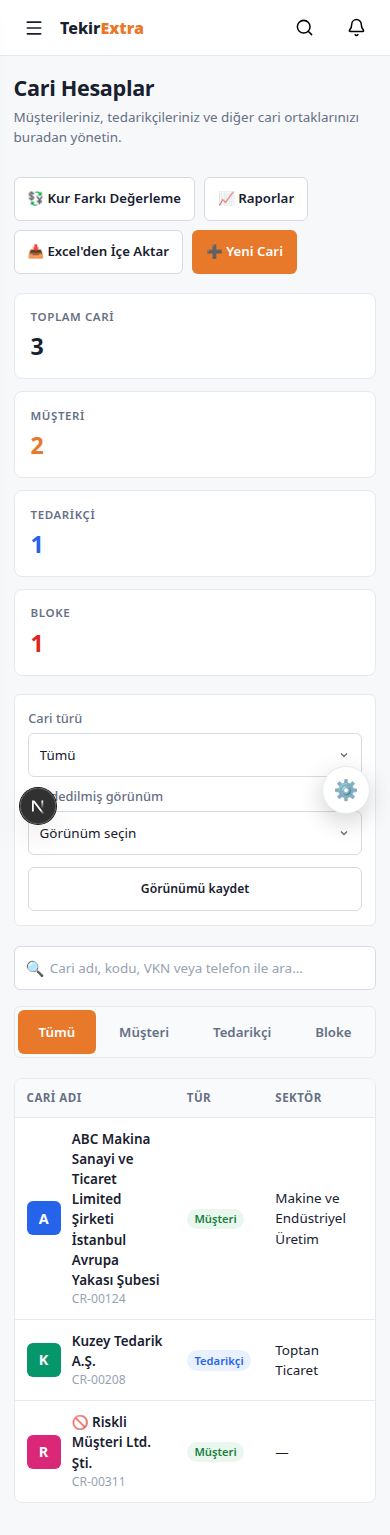 TekirExtra
Cari Hesaplar
Müşterileriniz, tedarikçileriniz ve diğer cari ortaklarınızı
buradan yönetin.
💱 Kur Farkı Değerleme
📈 Raporlar
📥 Excel'den İçe Aktar
➕ Yeni Cari
TOPLAM CARİ
3
MÜŞTERİ
2
TEDARİKÇİ
1
BLOKE
1
Cari türü
Tümü
dedilmiş görünüm
Görünüm seçin
Görünümü kaydet
🔍 Cari adı, kodu, VKN veya telefon ile ara...
Tümü
Müşteri
Tedarikçi
Bloke
CARİ ADI
TÜR
SEKTÖR
A
ABC Makina
Sanayi ve
Ticaret
Limited
Şirketi
İstanbul
Avrupa
Yakası Şubesi
CR-00124
Müşteri
Makine ve
Endüstriyel
Üretim
K
Kuzey Tedarik
A.Ş.
CR-00208
Tedarikçi
Toptan
Ticaret
R
🚫 Riskli
Müşteri Ltd.
Şti.
CR-00311
Müşteri
—